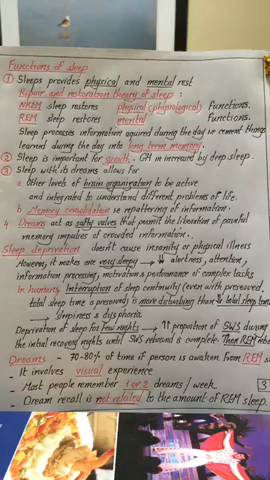 Functions of sleep
① Sleeps provides physical and mental rest
Repair and restoration theory of sleep :
NREM sleep restores physical (physiological) functions.
REM sleep restores mental functions.
Sleep processes information aquired during the day i.e cement things
learned during the day into long term memory.
② Sleep is important for growth. GH ↔ increased by deep sleep.
③ Sleep with its dreams allows for
a Other levels of brain organization to be active
and integrated to understand different problems of life.
b Memory consolidation ie repatterning of information.
4 Dreams act as safty valves that permit the liberation of
memory impulses of crowded information.
Sleep deprivation doesn't cause insanity or physical illness
However, it makes one very sleepy → ↓↓ alertness, attention,
information processing, motivation & performance of complex tasks
In humans, Interruption of sleep continuity (even with preserved
total sleep time is preserved) is more disturbing than ↓ total sleep
→ Sleepiness & dysphoria
Deprivation of sleep for few nights → ↑↑ proportion of SWS during
the initial recovery nights until SWS rebound is complete. Then REM
Dreams - 70-80% of time if person is awaken from REM
- It involves visual experience
- Most people remember 1 or 2 dreams / week.
- Dream recall is not related to the amount of REM sleep.
3